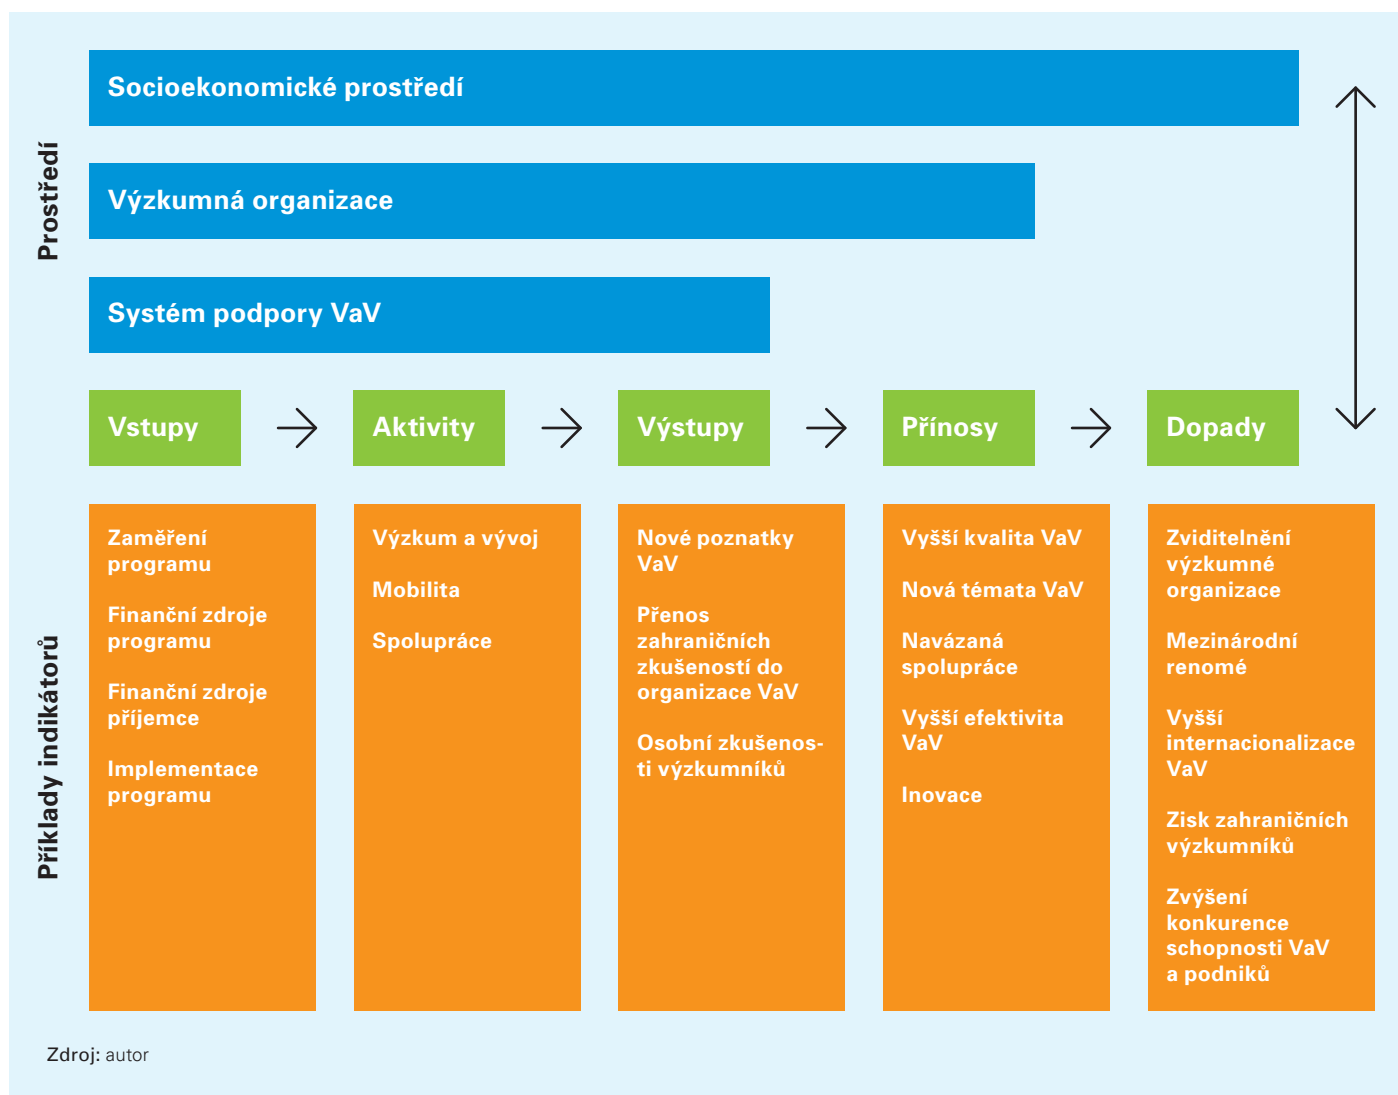 Prostředí
Socioekonomické prostředí
Výzkumná organizace
Systém podpory VaV
Vstupy
Aktivity
Výstupy
Přínosy
Dopady
Příklady indikátorů
Zaměření
programu
Finanční zdroje
programu
Finanční zdroje
příjemce
Implementace
programu
Výzkum a vývoj
Mobilita
Spolupráce
Nové poznatky
VaV
Přenos
zahraničních
zkušeností do
organizace VaV
Osobní zkušenos-
ti výzkumníků
Vyšší kvalita VaV
Nová témata VaV
Navázaná
spolupráce
Vyšší efektivita
VaV
Inovace
Zviditelnění
výzkumné
organizace
Mezinárodní
renomé
Vyšší
internacionalizace
VaV
Zisk zahraničních
výzkumníků
Zvýšení
konkurence
schopnosti VaV
a podniků
Zdroj: autor